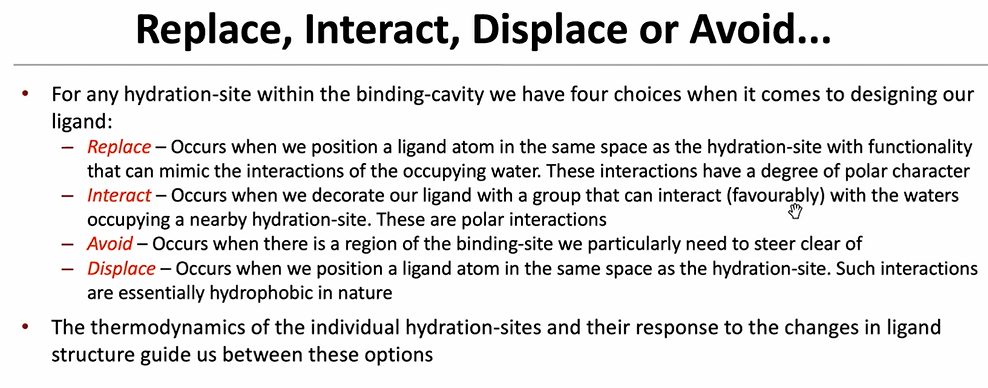 Replace, Interact, Displace or Avoid...
• For any hydration-site within the binding-cavity we have four choices when it comes to designing our
ligand:
– Replace – Occurs when we position a ligand atom in the same space as the hydration-site with functionality
that can mimic the interactions of the occupying water. These interactions have a degree of polar character
– Interact – Occurs when we decorate our ligand with a group that can interact (favourably) with the waters
occupying a nearby hydration-site. These are polar interactions
– Avoid – Occurs when there is a region of the binding-site we particularly need to steer clear of
– Displace – Occurs when we position a ligand atom in the same space as the hydration-site. Such interactions
are essentially hydrophobic in nature
• The thermodynamics of the individual hydration-sites and their response to the changes in ligand
structure guide us between these options